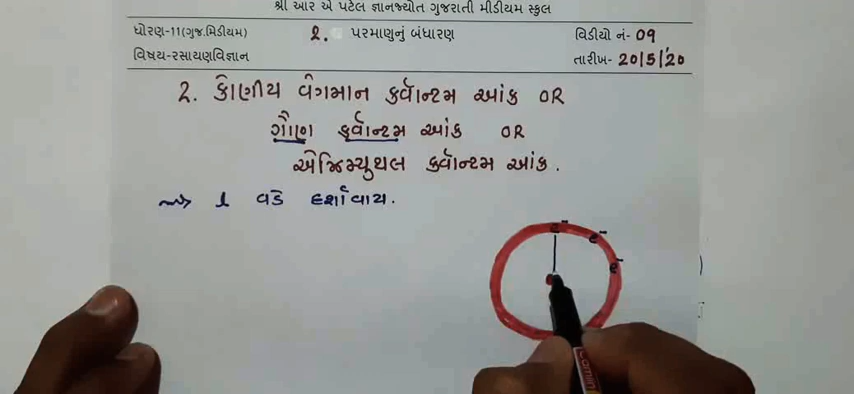 શ્રી આર એ પટેલ જ્ઞાનજ્યોત ગુજરાતી મીડીયમ સ્કુલ
ધોરણ-11(ગુજ.મિડીયમ) ૨. પરમાણુનું બંધારણ વિડીયો નં- 09
વિષય-રસાયણવિજ્ઞાન તારીખ- 20/5/'20
2. કોણીય વેગમાન ક્વૉન્ટમ આંક OR
ગૌણ ક્વૉન્ટમ આંક OR
એઝિમ્યુથલ ક્વૉન્ટમ આંક.
l વડે દર્શાવાય.
e⁻
e⁻
e⁻